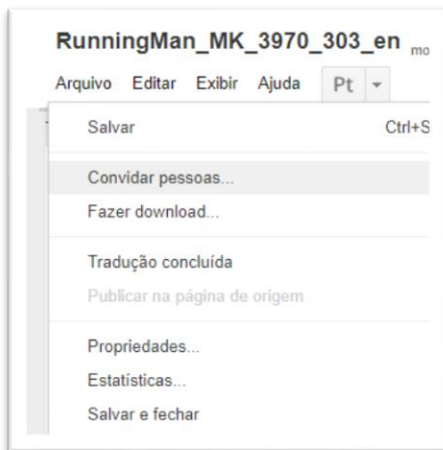 RunningMan_MK_3970_303_en mo
Arquivo Editar Exibir Ajuda Pt
Salvar Ctrl+S
Convidar pessoas...
Fazer download...
Tradução concluída
Publicar na página de origem
Propriedades...
Estatísticas...
Salvar e fechar